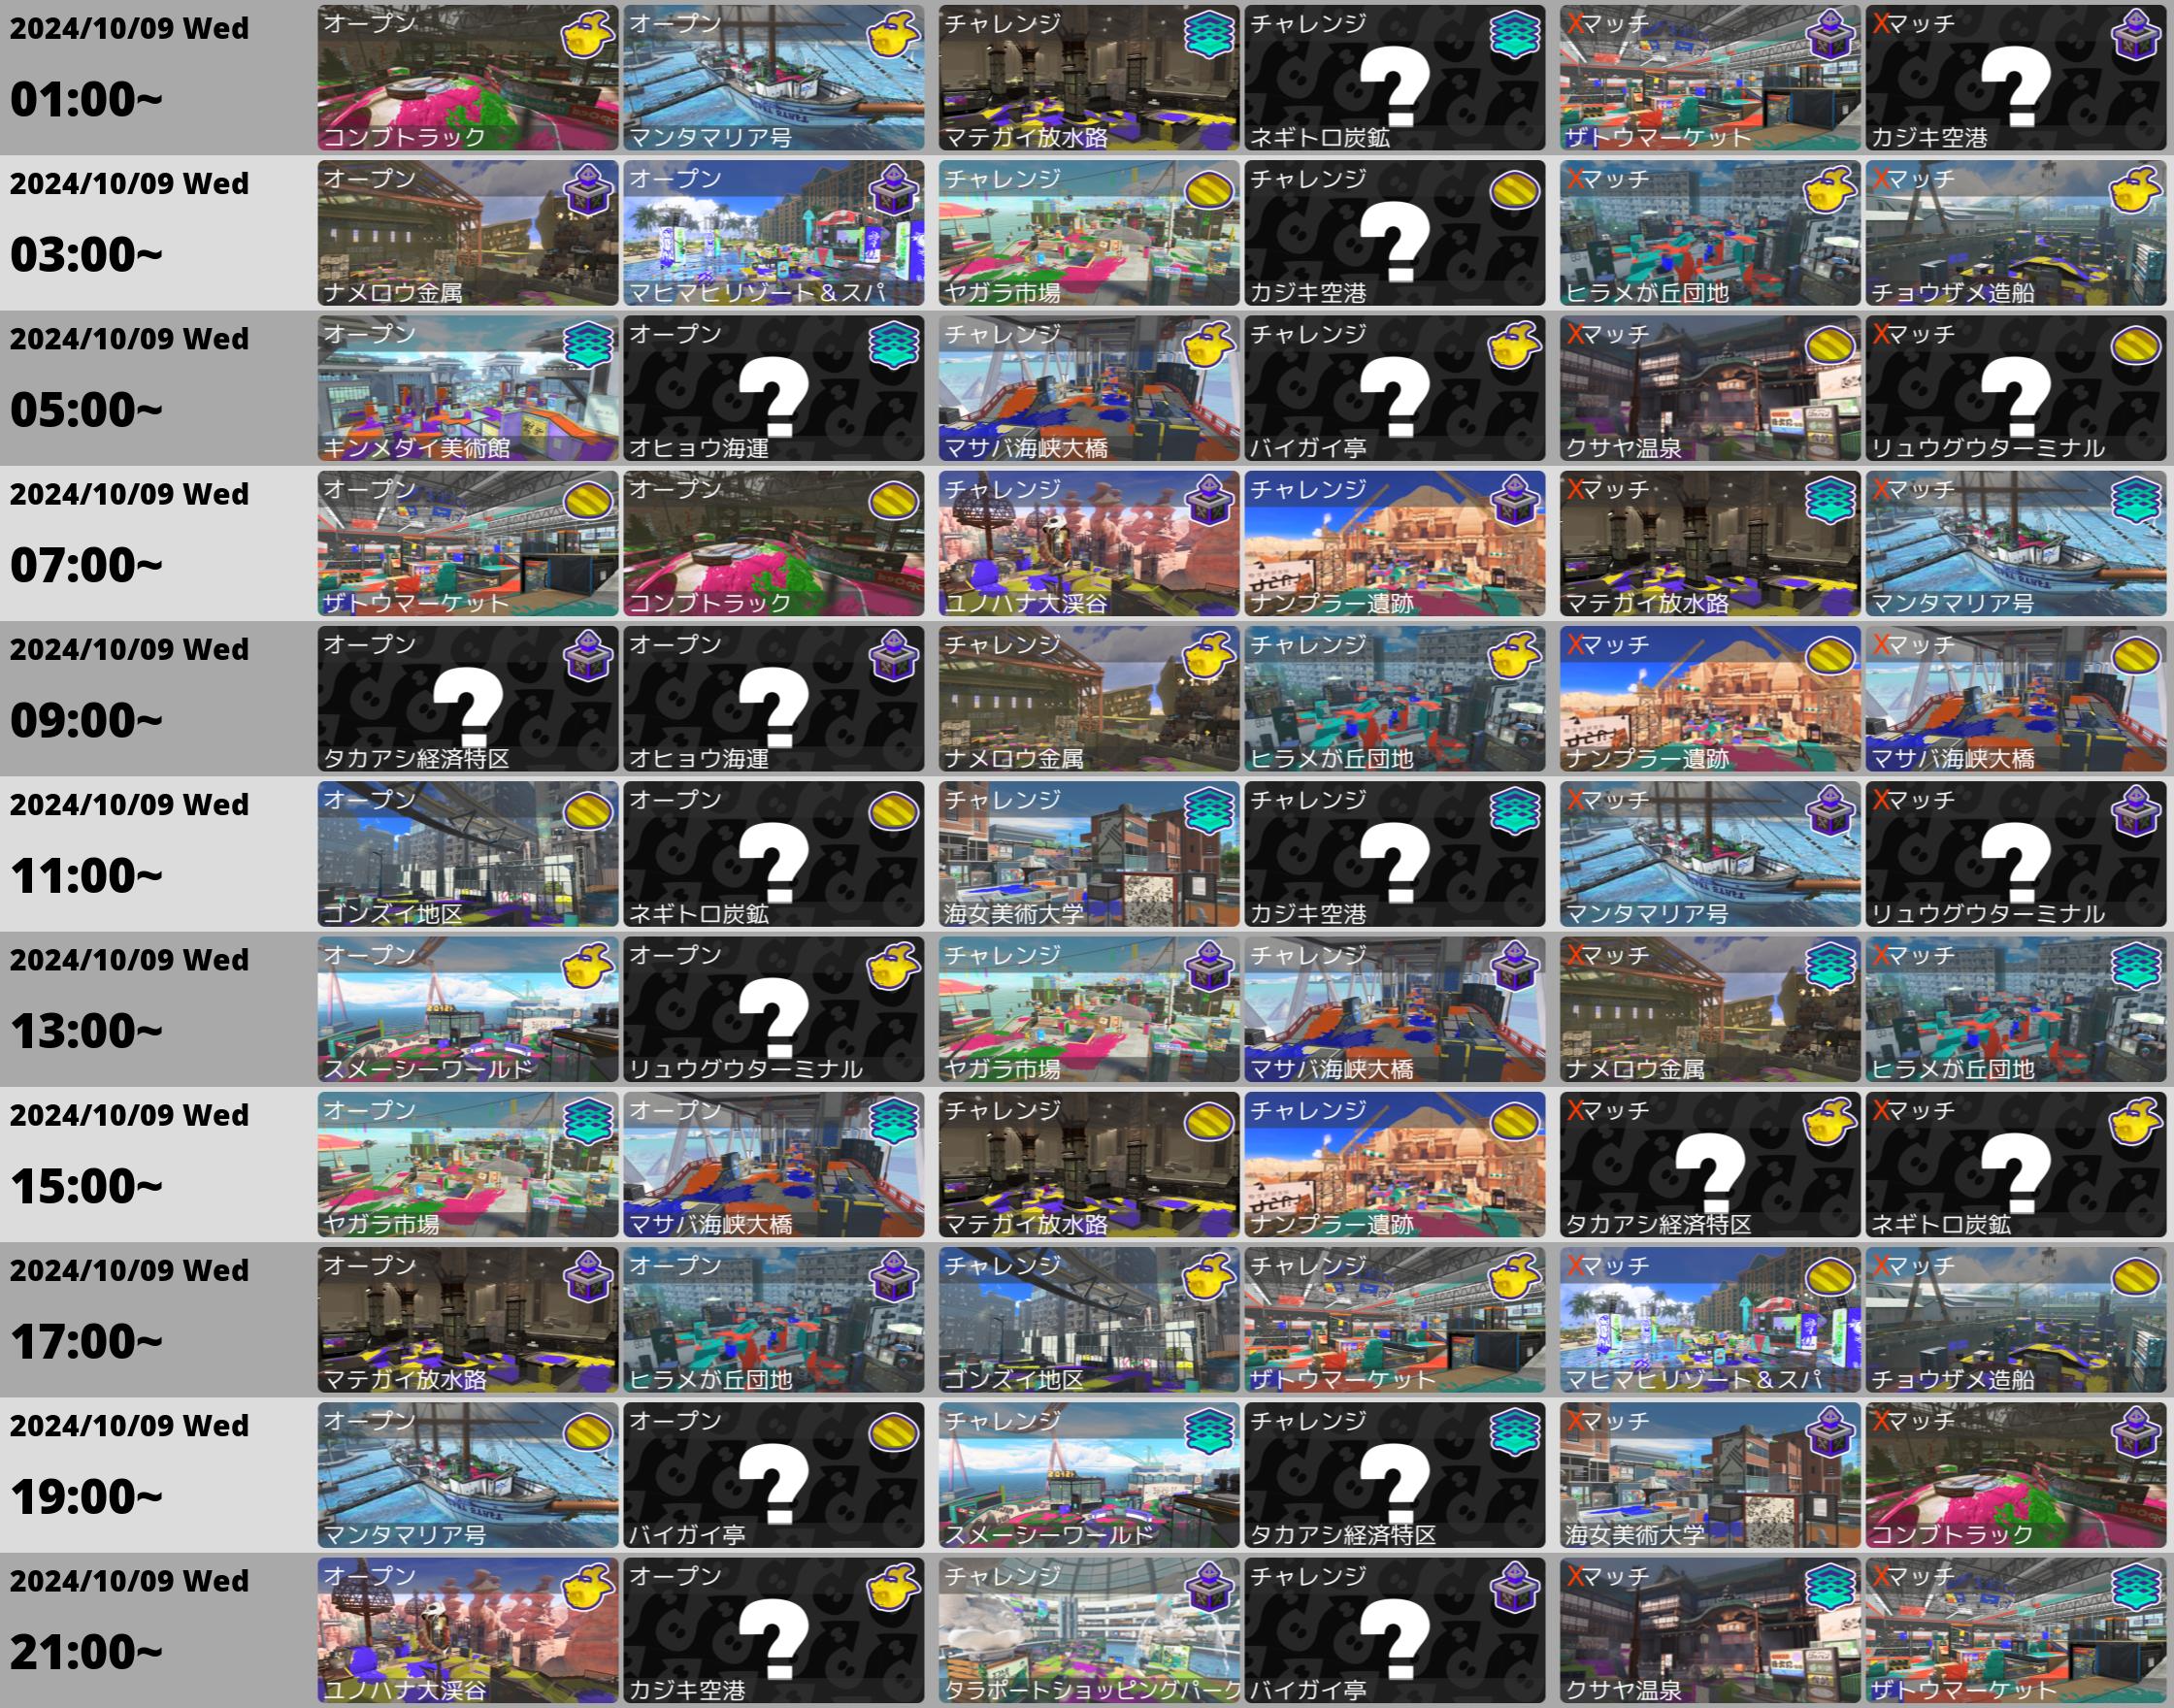 2024/10/09 Wed
01:00~
オープン
コンブトラック
オープン
マンタマリア号
チャレンジ
マテガイ放水路
チャレンジ
ネギトロ炭鉱
Xマッチ
ザトウマーケット
Xマッチ
カジキ空港
2024/10/09 Wed
03:00~
オープン
ナメロウ金属
オープン
マヒマヒリゾート&スパ
チャレンジ
ヤガラ市場
チャレンジ
カジキ空港
Xマッチ
ヒラメが丘団地
Xマッチ
チョウザメ造船
2024/10/09 Wed
05:00~
オープン
キンメダイ美術館
オープン
オヒョウ海運
チャレンジ
マサバ海峡大橋
チャレンジ
バイガイ亭
Xマッチ
クサヤ温泉
Xマッチ
リュウグウターミナル
2024/10/09 Wed
07:00~
オープン
ザトウマーケット
オープン
コンブトラック
チャレンジ
ユノハナ大渓谷
チャレンジ
ナンプラー遺跡
Xマッチ
マテガイ放水路
Xマッチ
マンタマリア号
2024/10/09 Wed
09:00~
オープン
タカアシ経済特区
オープン
オヒョウ海運
チャレンジ
ナメロウ金属
チャレンジ
ヒラメが丘団地
Xマッチ
ナンプラー遺跡
Xマッチ
マサバ海峡大橋
2024/10/09 Wed
11:00~
オープン
ゴンズイ地区
オープン
ネギトロ炭鉱
チャレンジ
海女美術大学
チャレンジ
カジキ空港
Xマッチ
マンタマリア号
Xマッチ
リュウグウターミナル
2024/10/09 Wed
13:00~
オープン
スメーシーワールド
オープン
リュウグウターミナル
チャレンジ
ヤガラ市場
チャレンジ
マサバ海峡大橋
Xマッチ
ナメロウ金属
Xマッチ
ヒラメが丘団地
2024/10/09 Wed
15:00~
オープン
ヤガラ市場
オープン
マサバ海峡大橋
チャレンジ
マテガイ放水路
チャレンジ
ナンプラー遺跡
Xマッチ
タカアシ経済特区
Xマッチ
ネギトロ炭鉱
2024/10/09 Wed
17:00~
オープン
マテガイ放水路
オープン
ヒラメが丘団地
チャレンジ
ゴンズイ地区
チャレンジ
ザトウマーケット
Xマッチ
マヒマヒリゾート&スパ
Xマッチ
チョウザメ造船
2024/10/09 Wed
19:00~
オープン
マンタマリア号
オープン
バイガイ亭
チャレンジ
スメーシーワールド
チャレンジ
タカアシ経済特区
Xマッチ
海女美術大学
Xマッチ
コンブトラック
2024/10/09 Wed
21:00~
オープン
ユノハナ大渓谷
オープン
カジキ空港
チャレンジ
タラポートショッピングパーク
チャレンジ
バイガイ亭
Xマッチ
クサヤ温泉
Xマッチ
ザトウマーケット